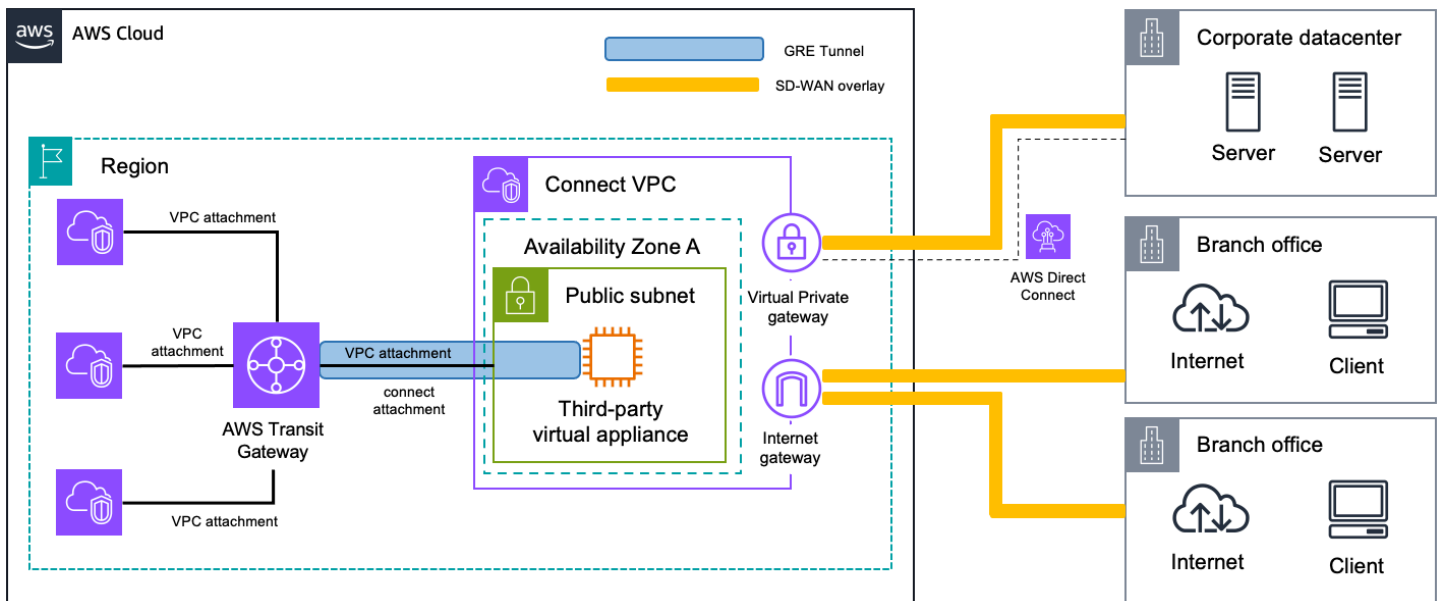 aws
AWS Cloud
GRE Tunnel
SD-WAN overlay
Region
VPC attachment
VPC
attachment
VPC attachment
AWS Transit
Gateway
VPC attachment
connect
attachment
Connect VPC
Availability Zone A
Public subnet
Third-party
virtual appliance
Virtual Private
gateway
Internet
gateway
AWS Direct
Connect
Corporate datacenter
Server
Server
Branch office
Internet
Client
Branch office
Internet
Client